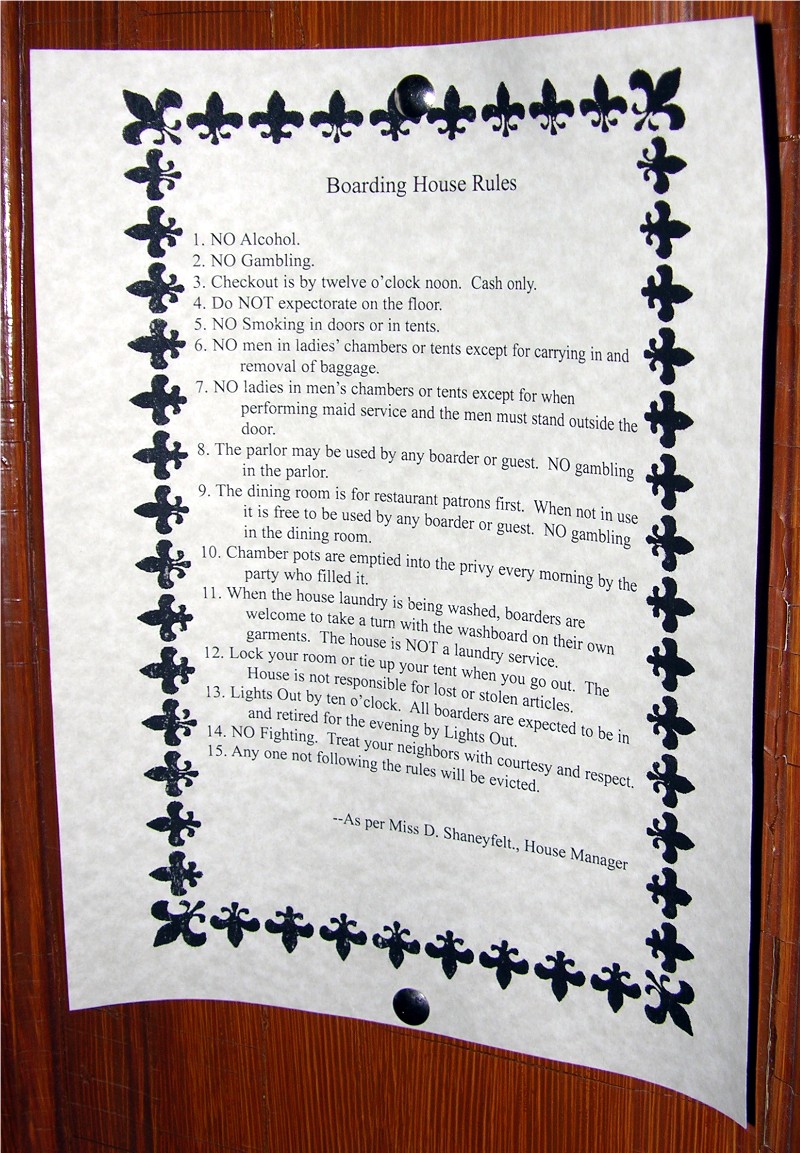 Boarding House Rules
1. NO Alcohol.
2. NO Gambling.
3. Checkout is by twelve o'clock noon.  Cash only.
4. Do NOT expectorate on the floor.
5. NO Smoking in doors or in tents.
6. NO men in ladies' chambers or tents except for carrying in and
removal of baggage.
7. NO ladies in men's chambers or tents except for when
performing maid service and the men must stand outside the
door.
8. The parlor may be used by any boarder or guest.  NO gambling
in the parlor.
9. The dining room is for restaurant patrons first.  When not in use
it is free to be used by any boarder or guest.  NO gambling
in the dining room.
10. Chamber pots are emptied into the privy every morning by the
party who filled it.
11. When the house laundry is being washed, boarders are
welcome to take a turn with the washboard on their own
garments.  The house is NOT a laundry service.
12. Lock your room or tie up your tent when you go out.  The
House is not responsible for lost or stolen articles.
13. Lights Out by ten o'clock.  All boarders are expected to be in
and retired for the evening by Lights Out.
14. NO Fighting.  Treat your neighbors with courtesy and respect.
15. Any one not following the rules will be evicted.
--As per Miss D. Shaneyfelt., House Manager